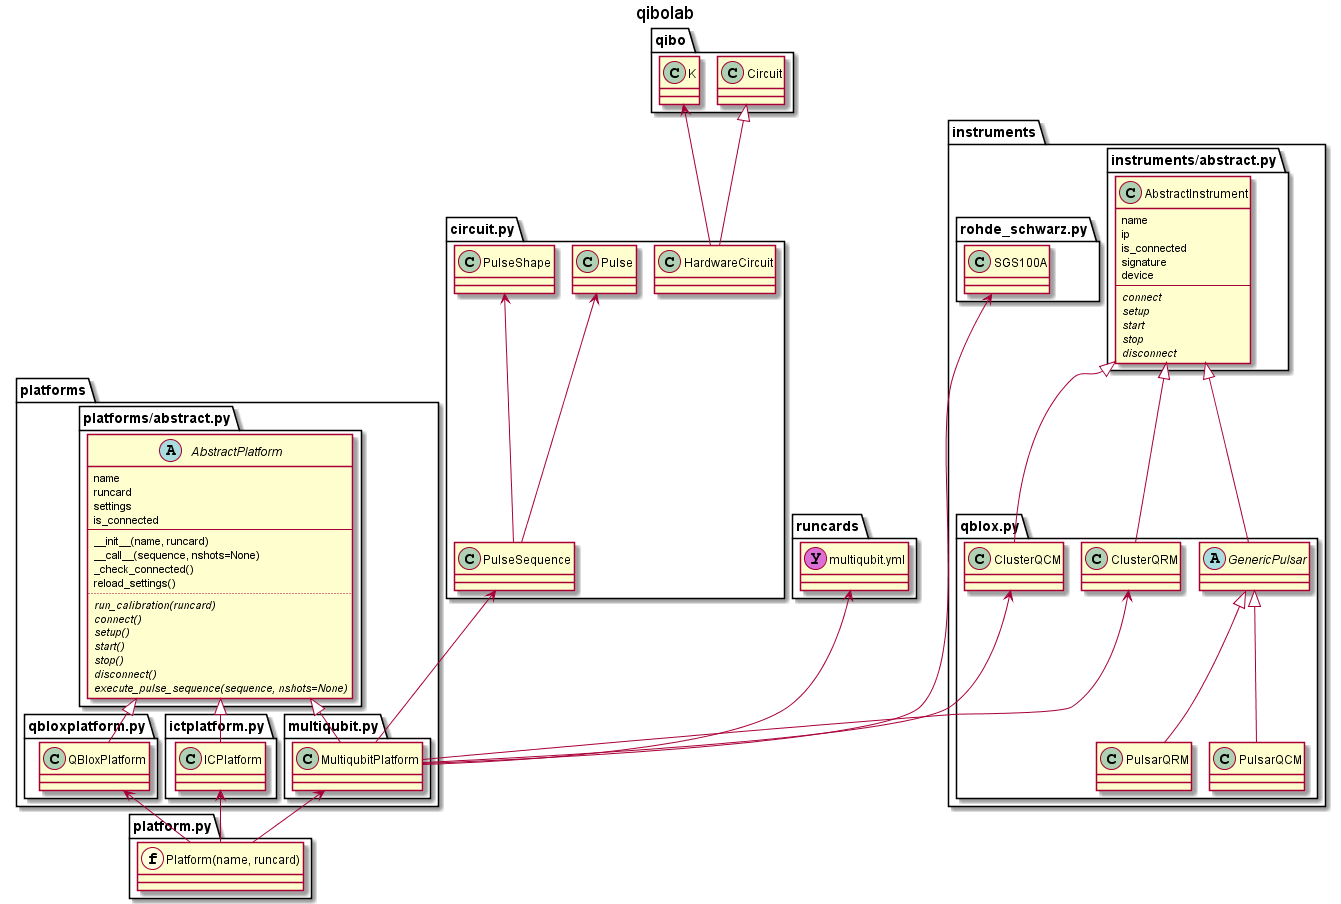 qibolab
qibo
C K
C Circuit
instruments
instruments/abstract.py
C AbstractInstrument
name
ip
is_connected
signature
device
connect
setup
start
stop
disconnect
rohde_schwarz.py
C SGS100A
circuit.py
C PulseShape
C Pulse
C HardwareCircuit
platforms
platforms/abstract.py
A AbstractPlatform
name
runcard
settings
is_connected
__init__(name, runcard)
__call__(sequence, nshots=None)
_check_connected()
reload_settings()
run_calibration(runcard)
connect()
setup()
start()
stop()
disconnect()
execute_pulse_sequence(sequence, nshots=None)
C PulseSequence
runcards
Y multiqubit.yml
qblox.py
C ClusterQCM
C ClusterQRM
A GenericPulsar
qbloxplatform.py
C QBloxPlatform
ictplatform.py
C ICPlatform
multiqubit.py
C MultiqubitPlatform
C PulsarQRM
C PulsarQCM
platform.py
f Platform(name, runcard)